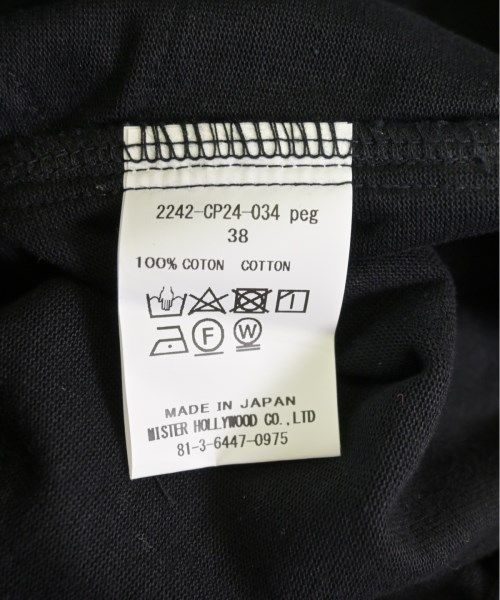 2242-CP24-034 peg
38
100% COTON COTTON
F W
MADE IN JAPAN
MISTER HOLLYWOOD CO.,LTD
81-3-6447-0975